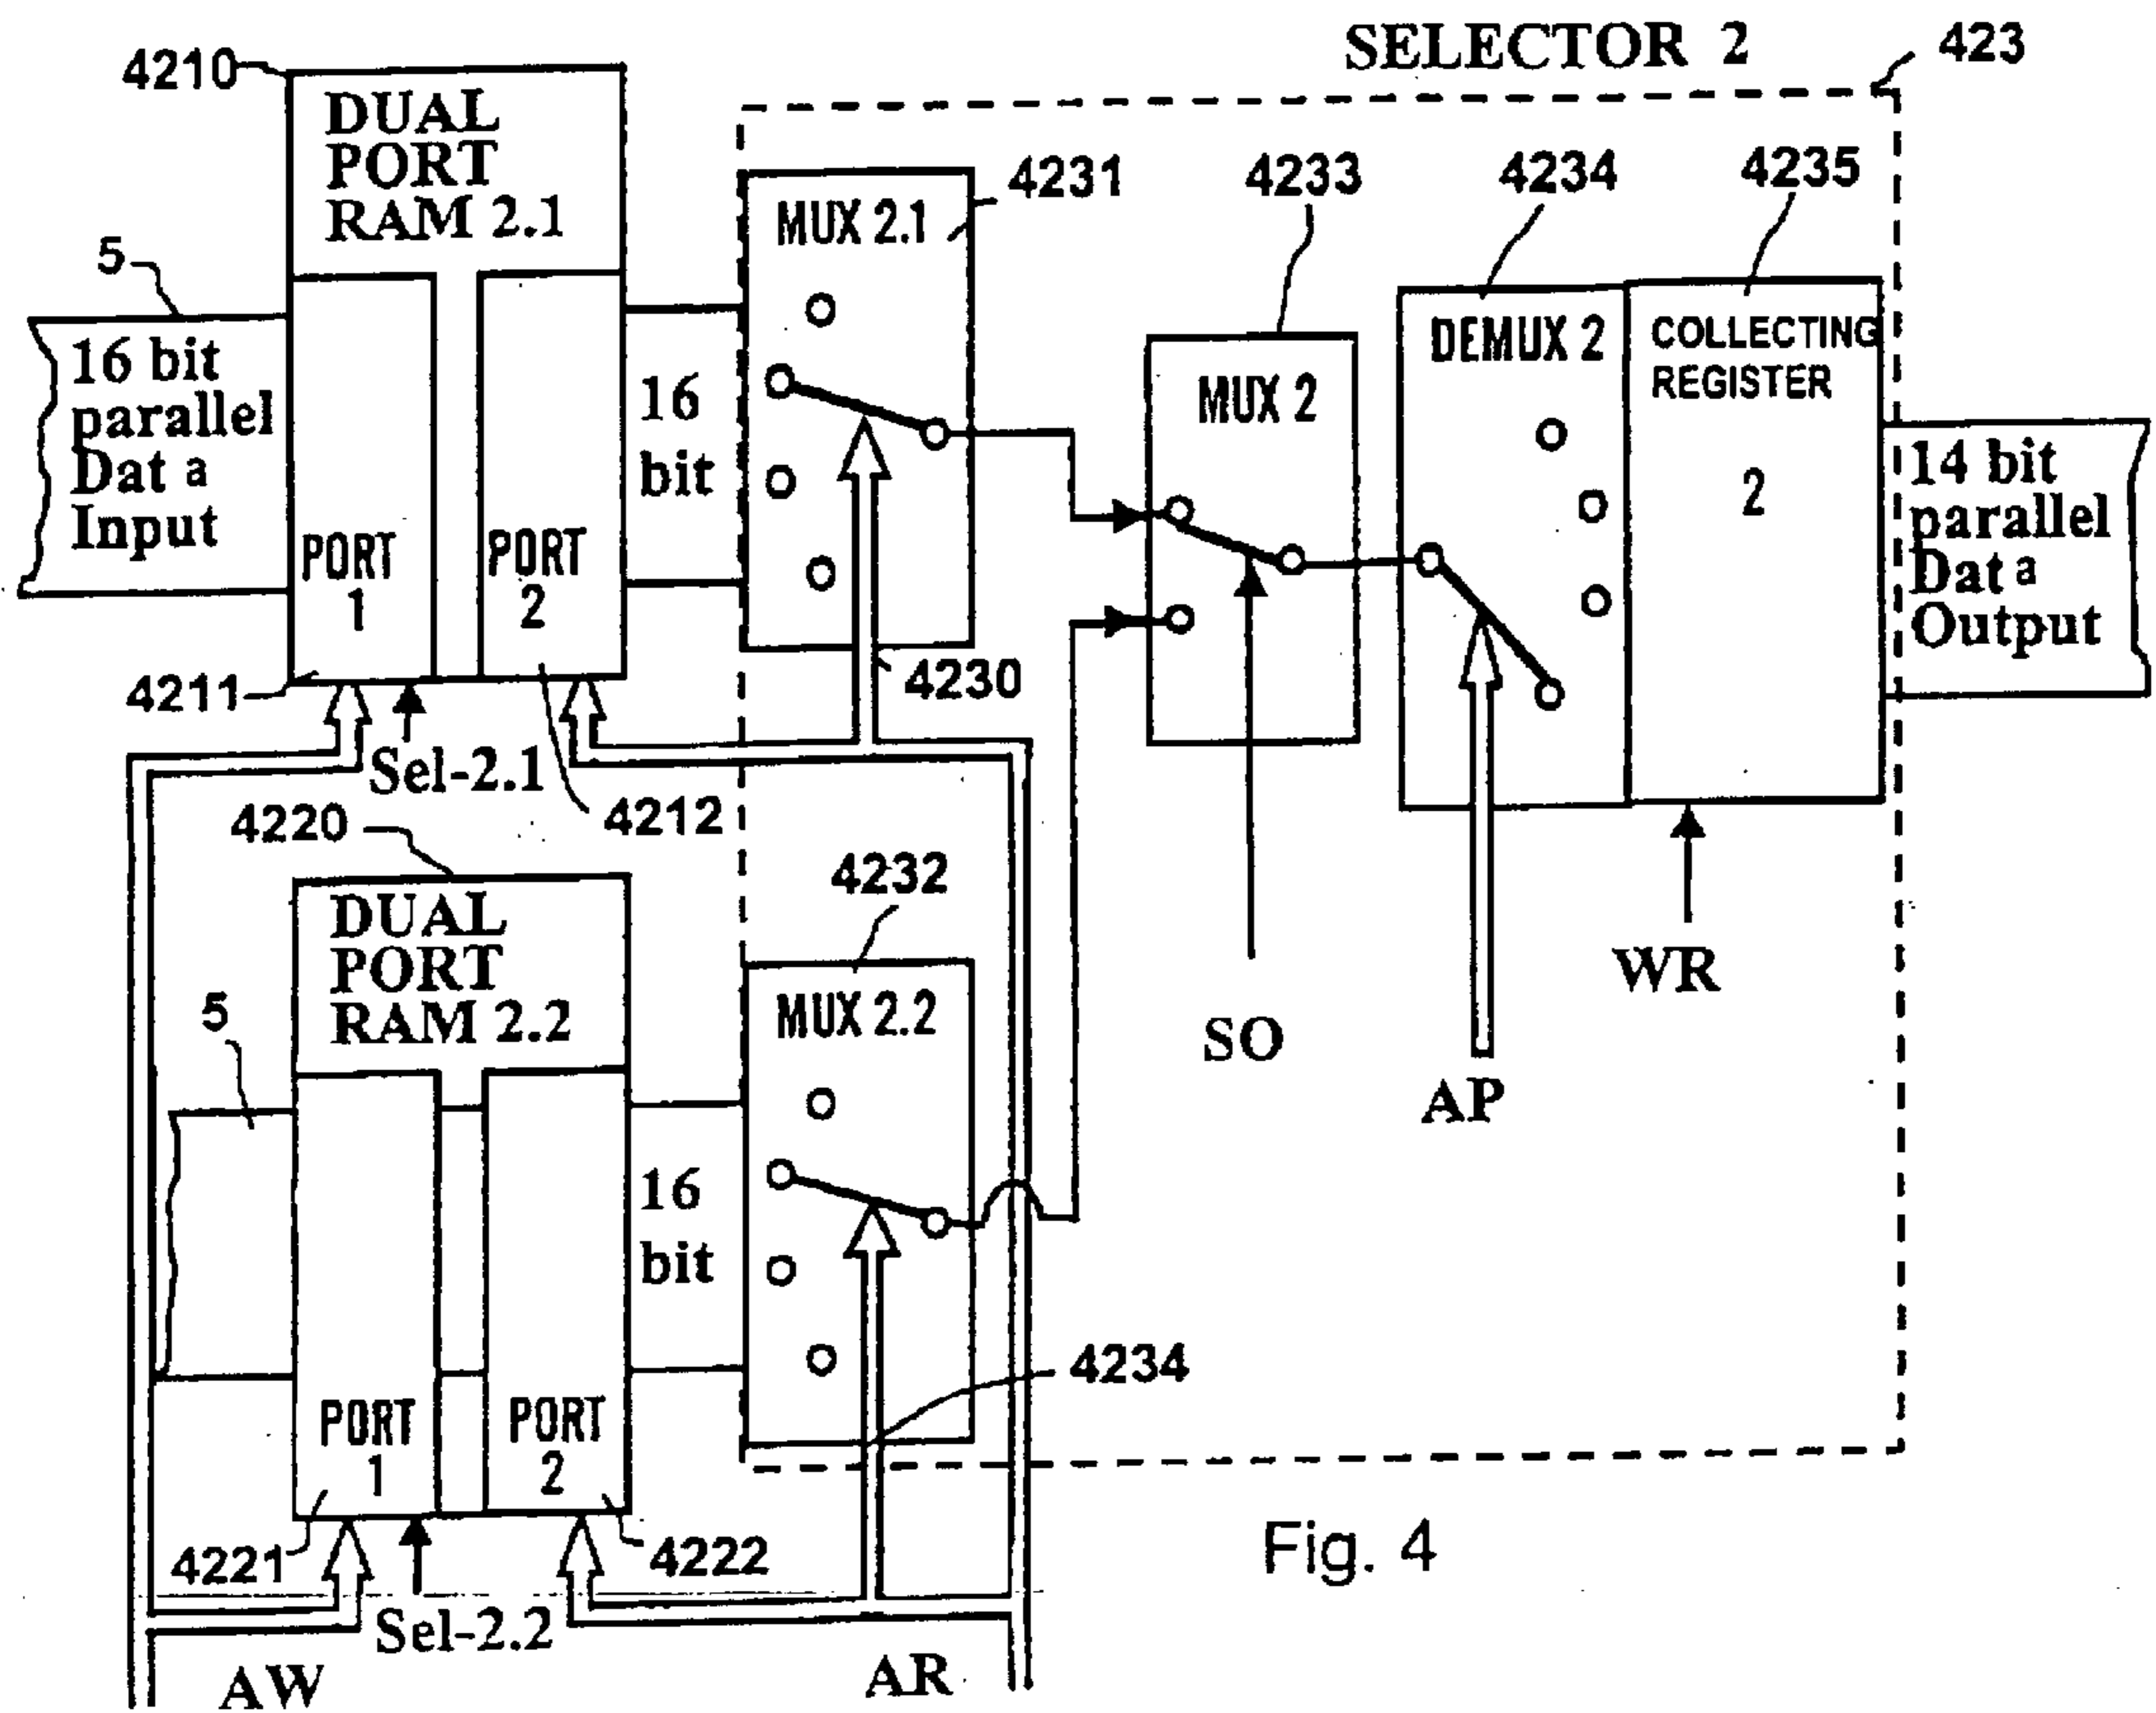 SELECTOR 2
423
4210
DUAL
PORT
RAM 2.1
5
16 bit
parallel
Dat a
Input
PORT
1
PORT
2
16
bit
MUX 2.1
4231
4233
4234
4235
MUX 2
DEMUX 2
COLLECTING
REGISTER
2
14 bit
parallel
Dat a
Output
4211
Sel-2.1
4212
4230
4220
DUAL
PORT
RAM 2.2
5
PORT
1
PORT
2
16
bit
4232
MUX 2.2
4234
SO
AP
WR
4221
Sel-2.2
4222
AW
AR
Fig. 4